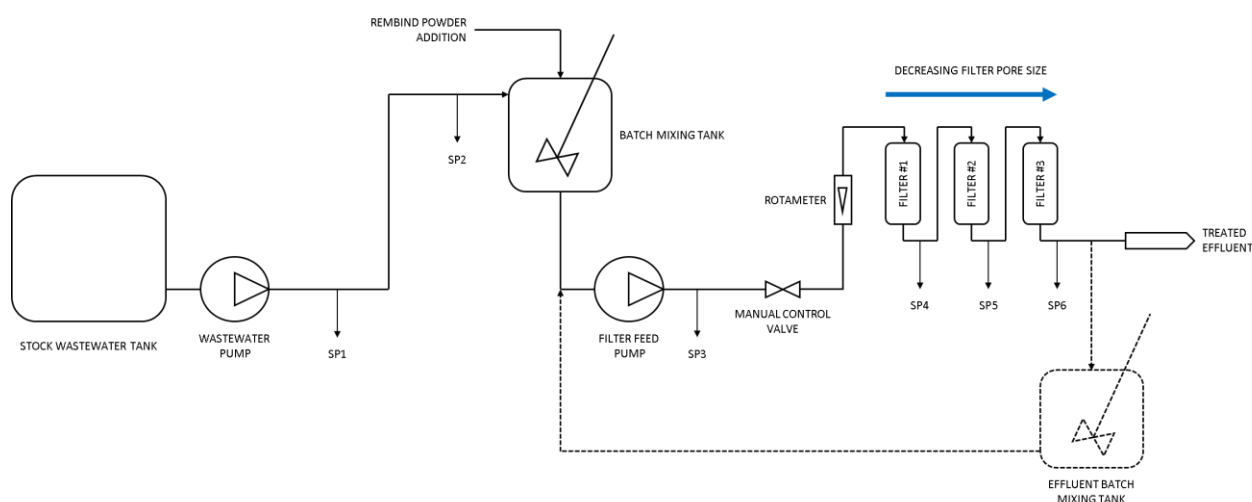 REMBIND POWDER
ADDITION
DECREASING FILTER PORE SIZE
BATCH MIXING TANK
SP2
FILTER #1
FILTER #2
FILTER #3
ROTAMETER
TREATED
EFFLUENT
SP4
SP5
SP6
MANUAL CONTROL
VALVE
STOCK WASTEWATER TANK
WASTEWATER
PUMP
SP1
FILTER FEED
PUMP
SP3
EFFLUENT BATCH
MIXING TANK